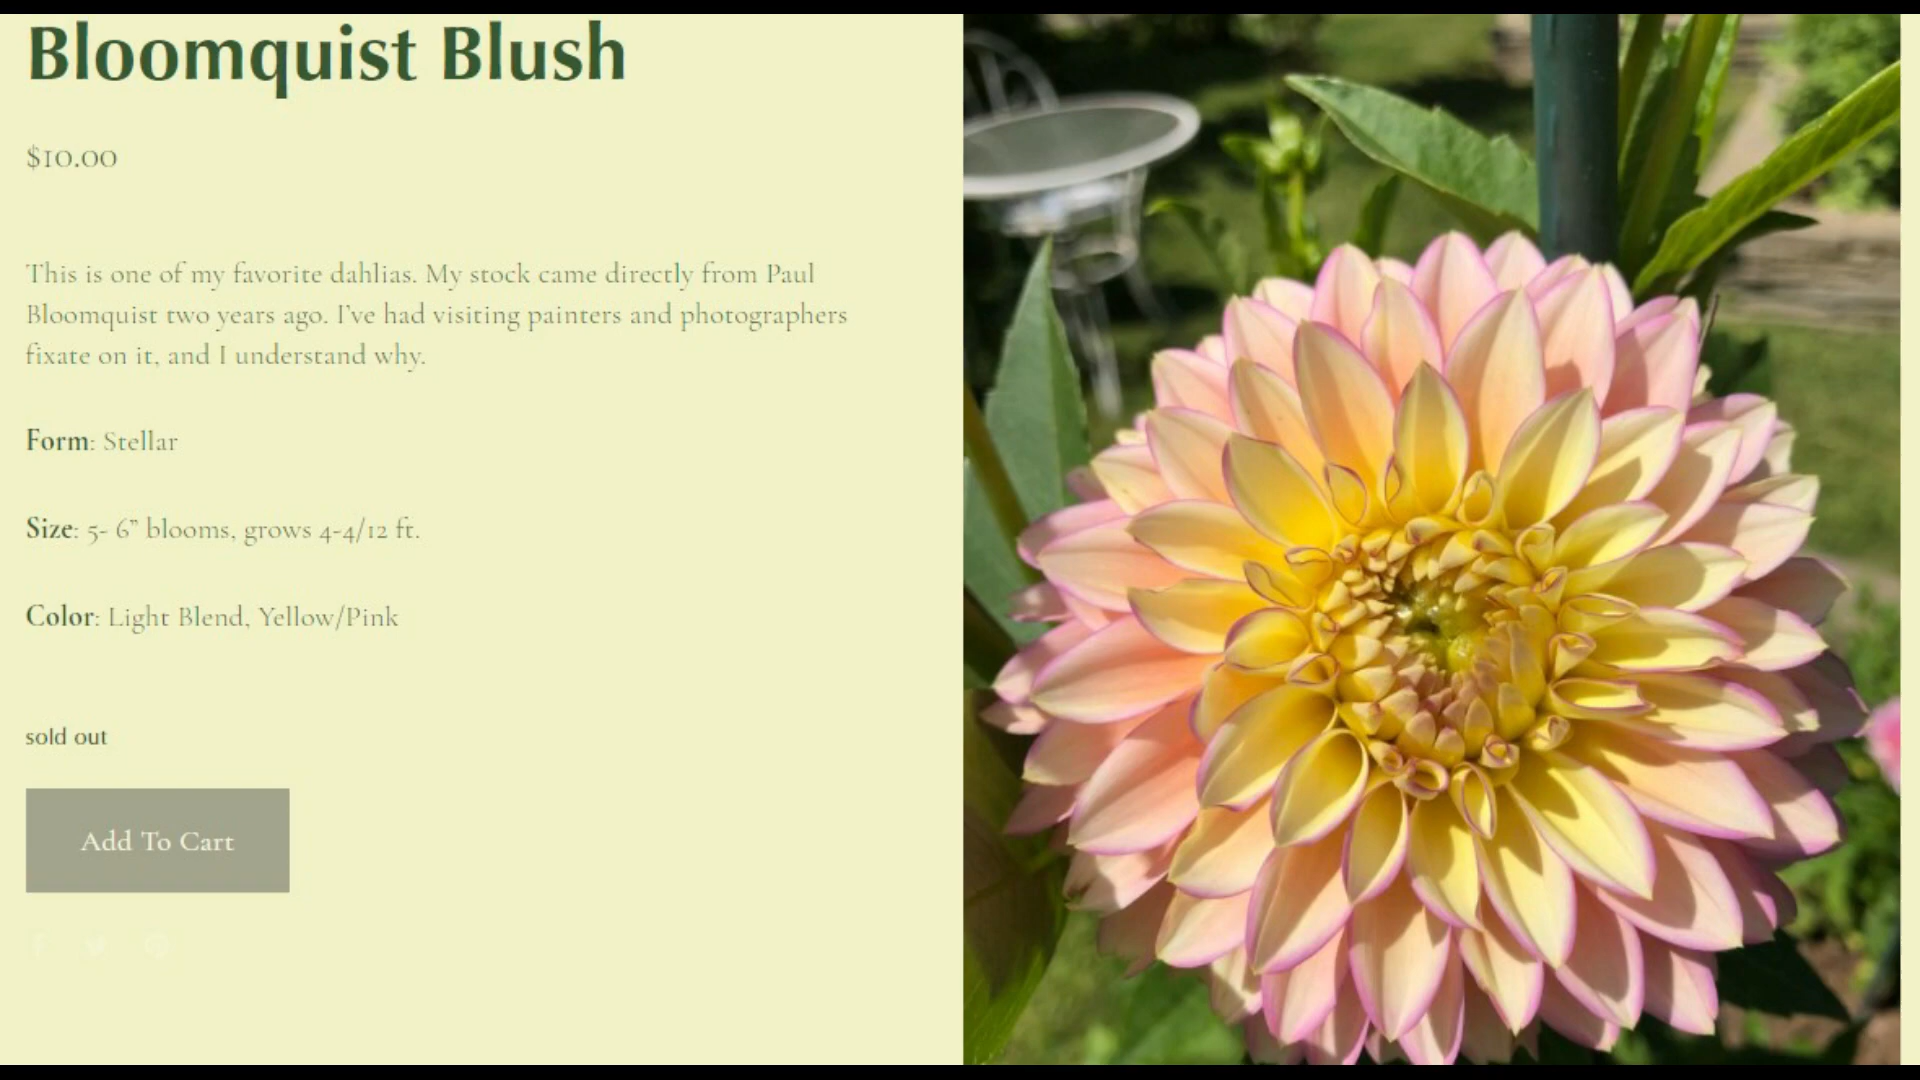 Bloomquist Blush
$10.00
This is one of my favorite dahlias. My stock came directly from Paul
Bloomquist two years ago. I've had visiting painters and photographers
fixate on it, and I understand why.
Form: Stellar
Size: 5- 6” blooms, grows 4-4/12 ft.
Color: Light Blend, Yellow/Pink
sold out
Add To Cart